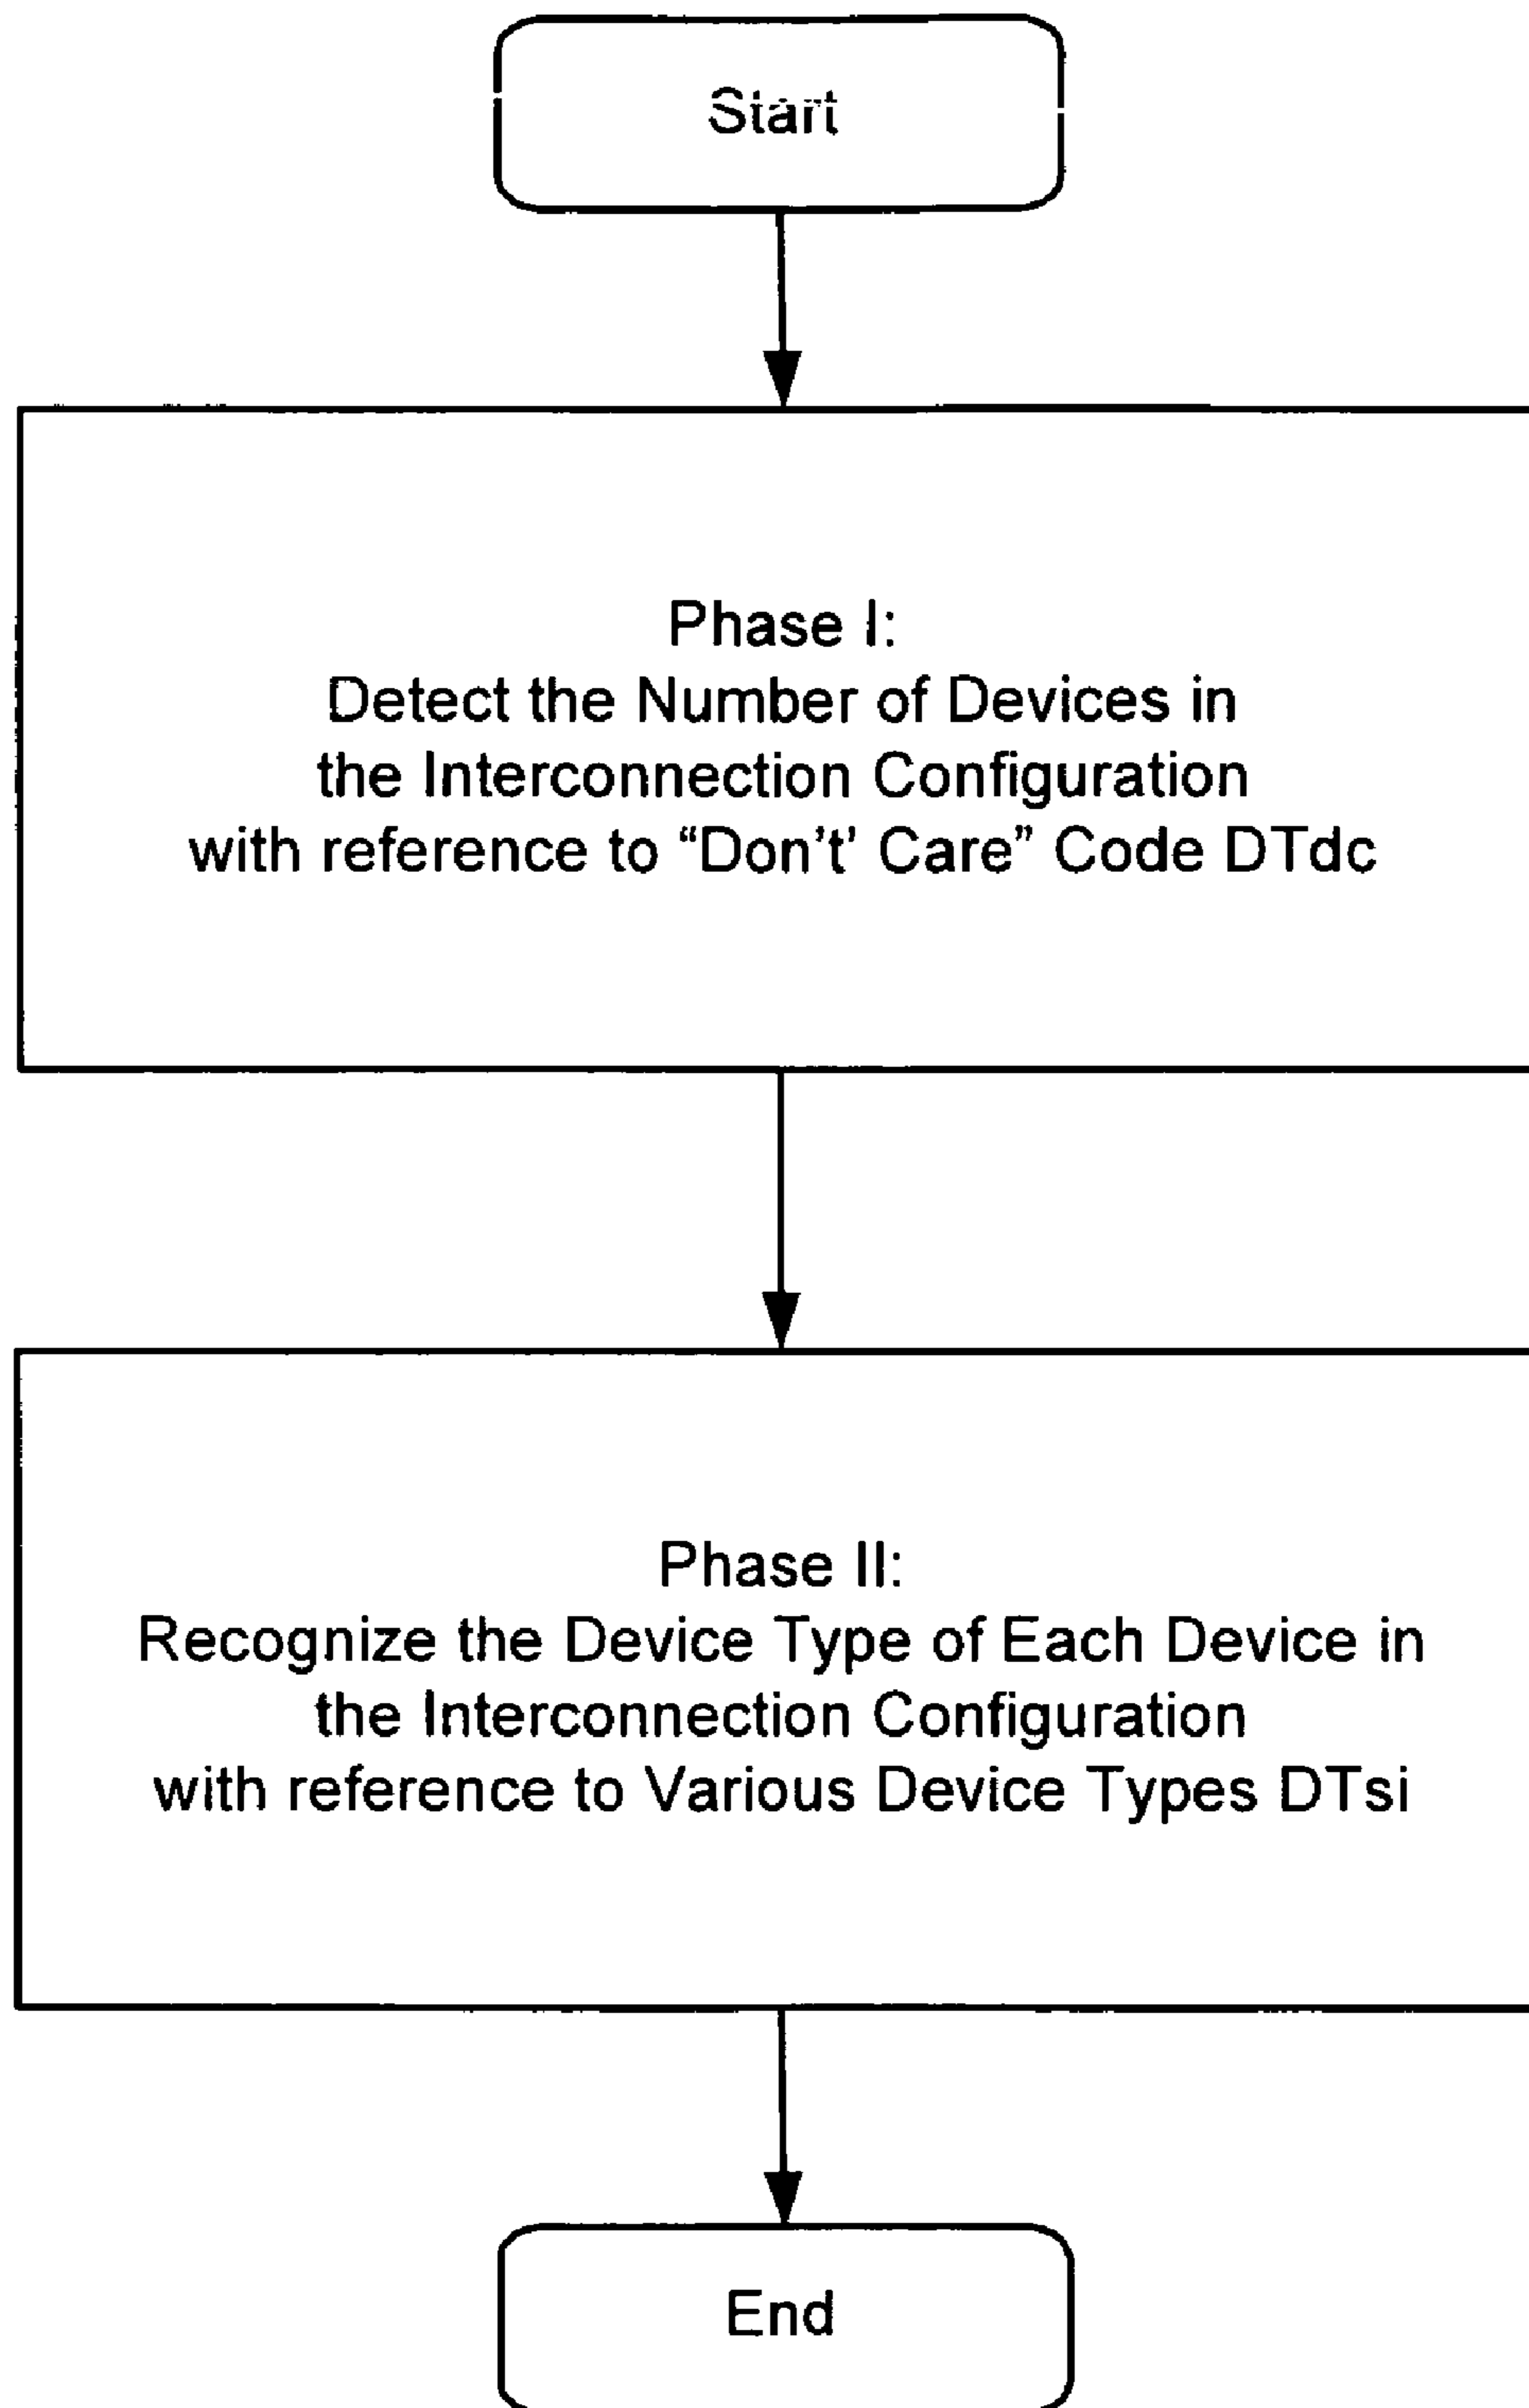 Start
Phase I:
Detect the Number of Devices in
the Interconnection Configuration
with reference to “Don’t’ Care” Code DTdc
Phase II:
Recognize the Device Type of Each Device in
the Interconnection Configuration
with reference to Various Device Types DTsi
End